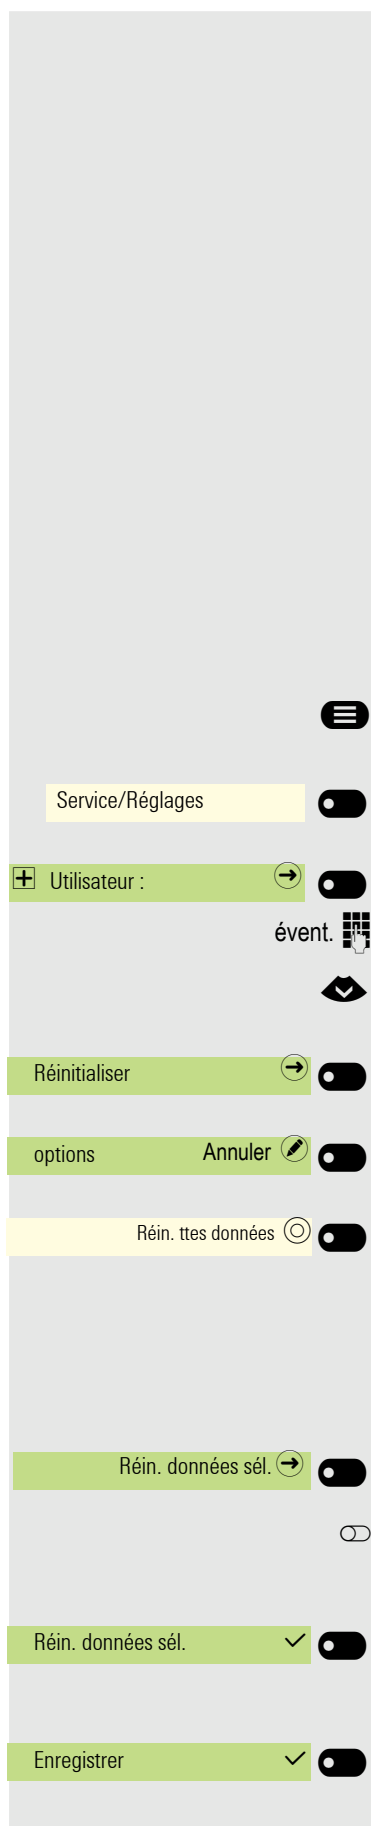 Service/Réglages
Utilisateur :
évent.
Réinitialiser
options Annuler
Réin. ttes données
Réin. données sél.
Réin. données sél.
Enregistrer